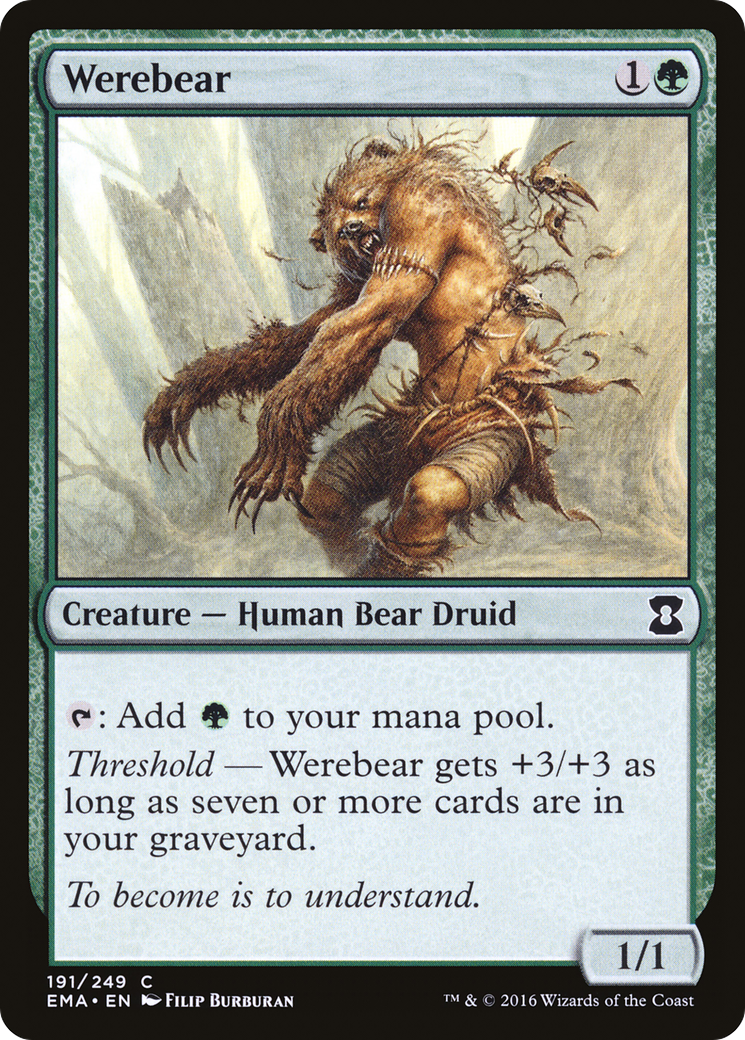 Werebear 1
Creature — Human Bear Druid
: Add to your mana pool.
Threshold — Werebear gets +3/+3 as
long as seven or more cards are in
your graveyard.
To become is to understand.
1/1
191/249 C
EMA • EN Filip Burburan
™ & © 2016 Wizards of the Coast